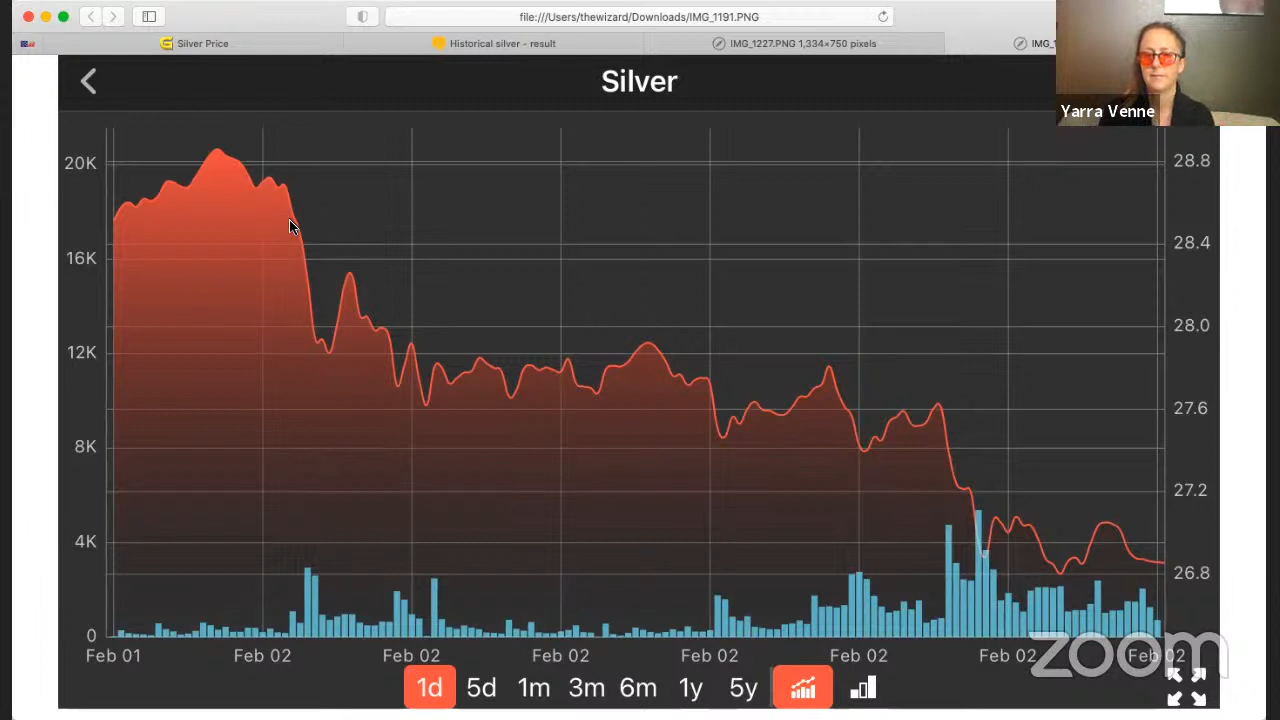 file:///Users/thewizard/Downloads/IMG_1191.PNG
Silver Price
Historical silver - result
IMG_1227.PNG 1,334×750 pixels
IMG_1
Silver
Yarra Venne
20K
16K
12K
8K
4K
0
28.8
28.4
28.0
27.6
27.2
26.8
Feb 01
Feb 02
Feb 02
Feb 02
Feb 02
Feb 02
Feb 02
Feb 02
zoom
1d
5d
1m
3m
6m
1y
5y